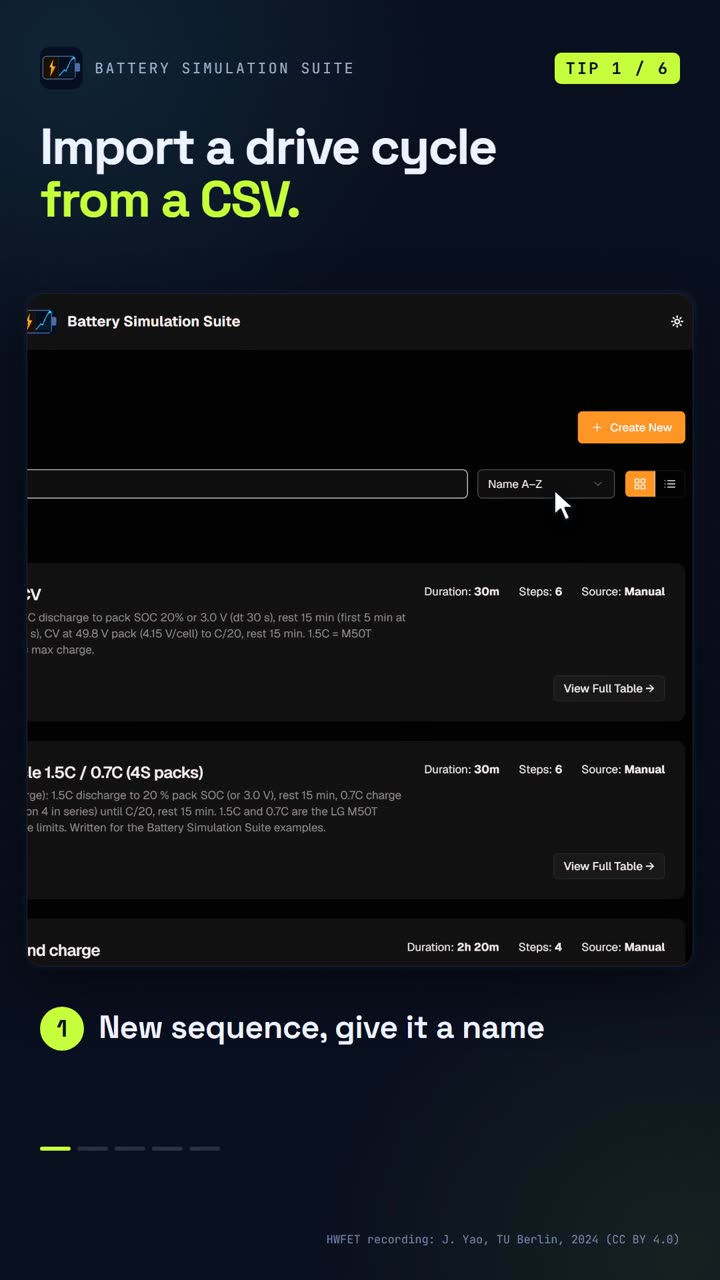 BATTERY SIMULATION SUITE
TIP 1 / 6
Import a drive cycle
from a CSV.
Battery Simulation Suite
+ Create New
Name A–Z
CV
Duration: 30m Steps: 6 Source: Manual
C discharge to pack SOC 20% or 3.0 V (dt 30 s), rest 15 min (first 5 min at
s), CV at 49.8 V pack (4.15 V/cell) to C/20, rest 15 min. 1.5C = M50T
max charge.
View Full Table →
le 1.5C / 0.7C (4S packs)
Duration: 30m Steps: 6 Source: Manual
rge): 1.5C discharge to 20 % pack SOC (or 3.0 V), rest 15 min, 0.7C charge
on 4 in series) until C/20, rest 15 min. 1.5C and 0.7C are the LG M50T
e limits. Written for the Battery Simulation Suite examples.
View Full Table →
nd charge
Duration: 2h 20m Steps: 4 Source: Manual
1 New sequence, give it a name
HWFET recording: J. Yao, TU Berlin, 2024 (CC BY 4.0)